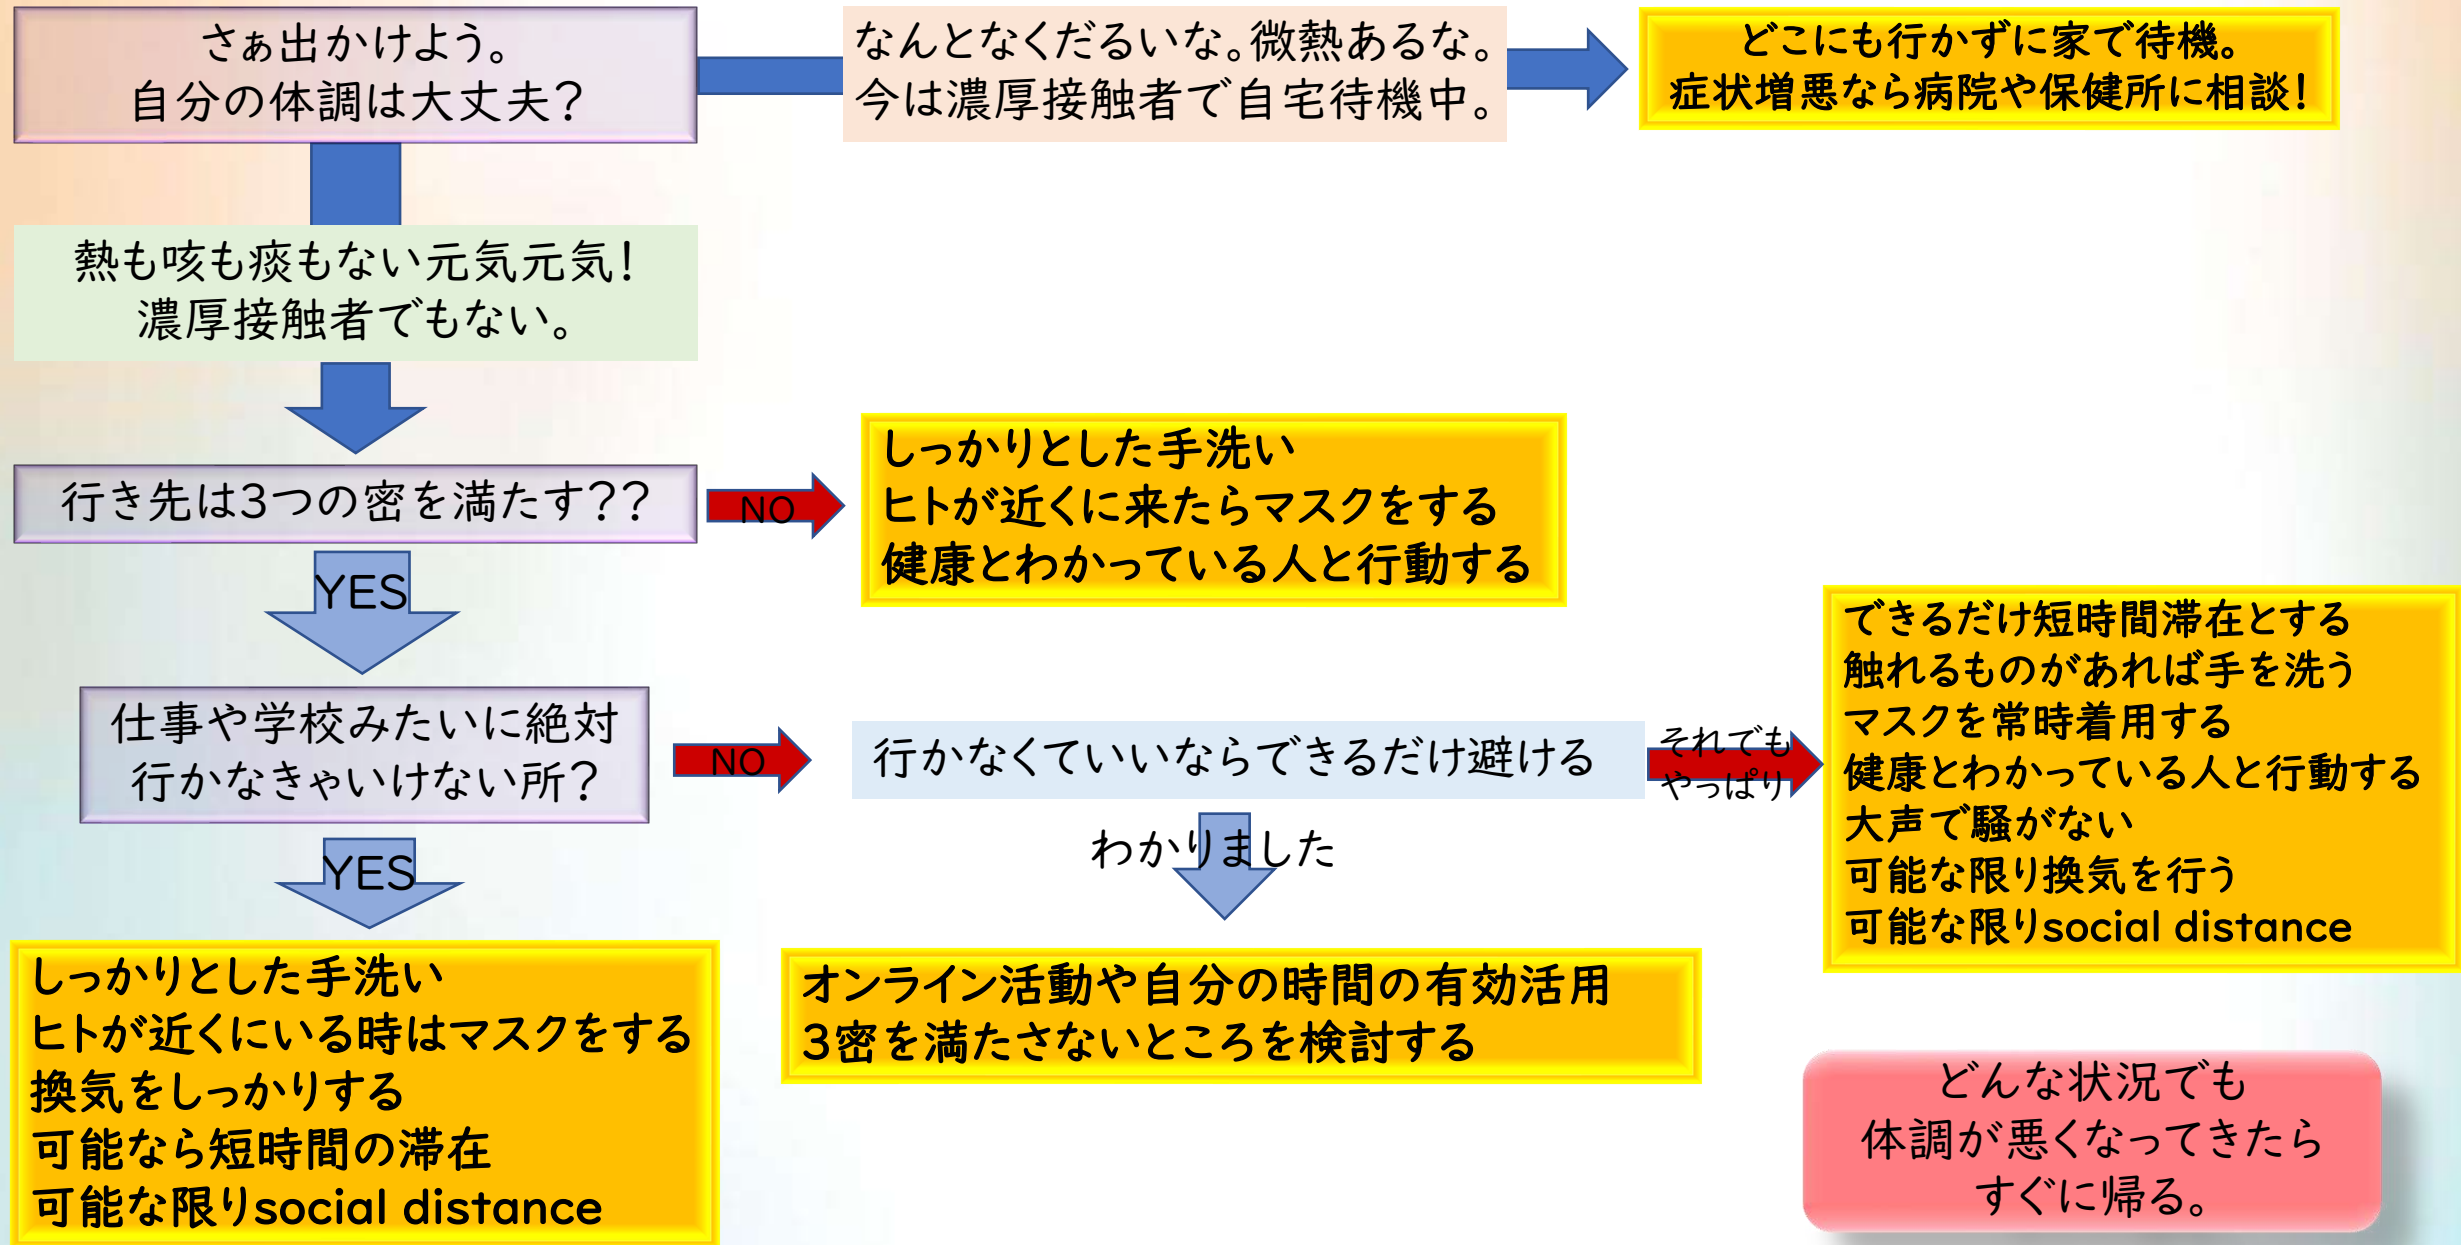 さぁ出かけよう。
自分の体調は大丈夫?
なんとなくだるいな。微熱あるな。
今は濃厚接触者で自宅待機中。
どこにも行かずに家で待機。
症状増悪なら病院や保健所に相談!
熱も咳も痰もない元気元気!
濃厚接触者でもない。
行き先は3つの密を満たす??
NO
しっかりとした手洗い
ヒトが近くに来たらマスクをする
健康とわかっている人と行動する
YES
仕事や学校みたいに絶対
行かなきゃいけない所?
NO
行かなくていいならできるだけ避ける
それでも
やっぱり
できるだけ短時間滞在とする
触れるものがあれば手を洗う
マスクを常時着用する
健康とわかっている人と行動する
大声で騒がない
可能な限り換気を行う
可能な限りsocial distance
YES
わかりました
しっかりとした手洗い
ヒトが近くにいる時はマスクをする
換気をしっかりする
可能なら短時間の滞在
可能な限りsocial distance
オンライン活動や自分の時間の有効活用
3密を満たさないところを検討する
どんな状況でも
体調が悪くなってきたら
すぐに帰る。